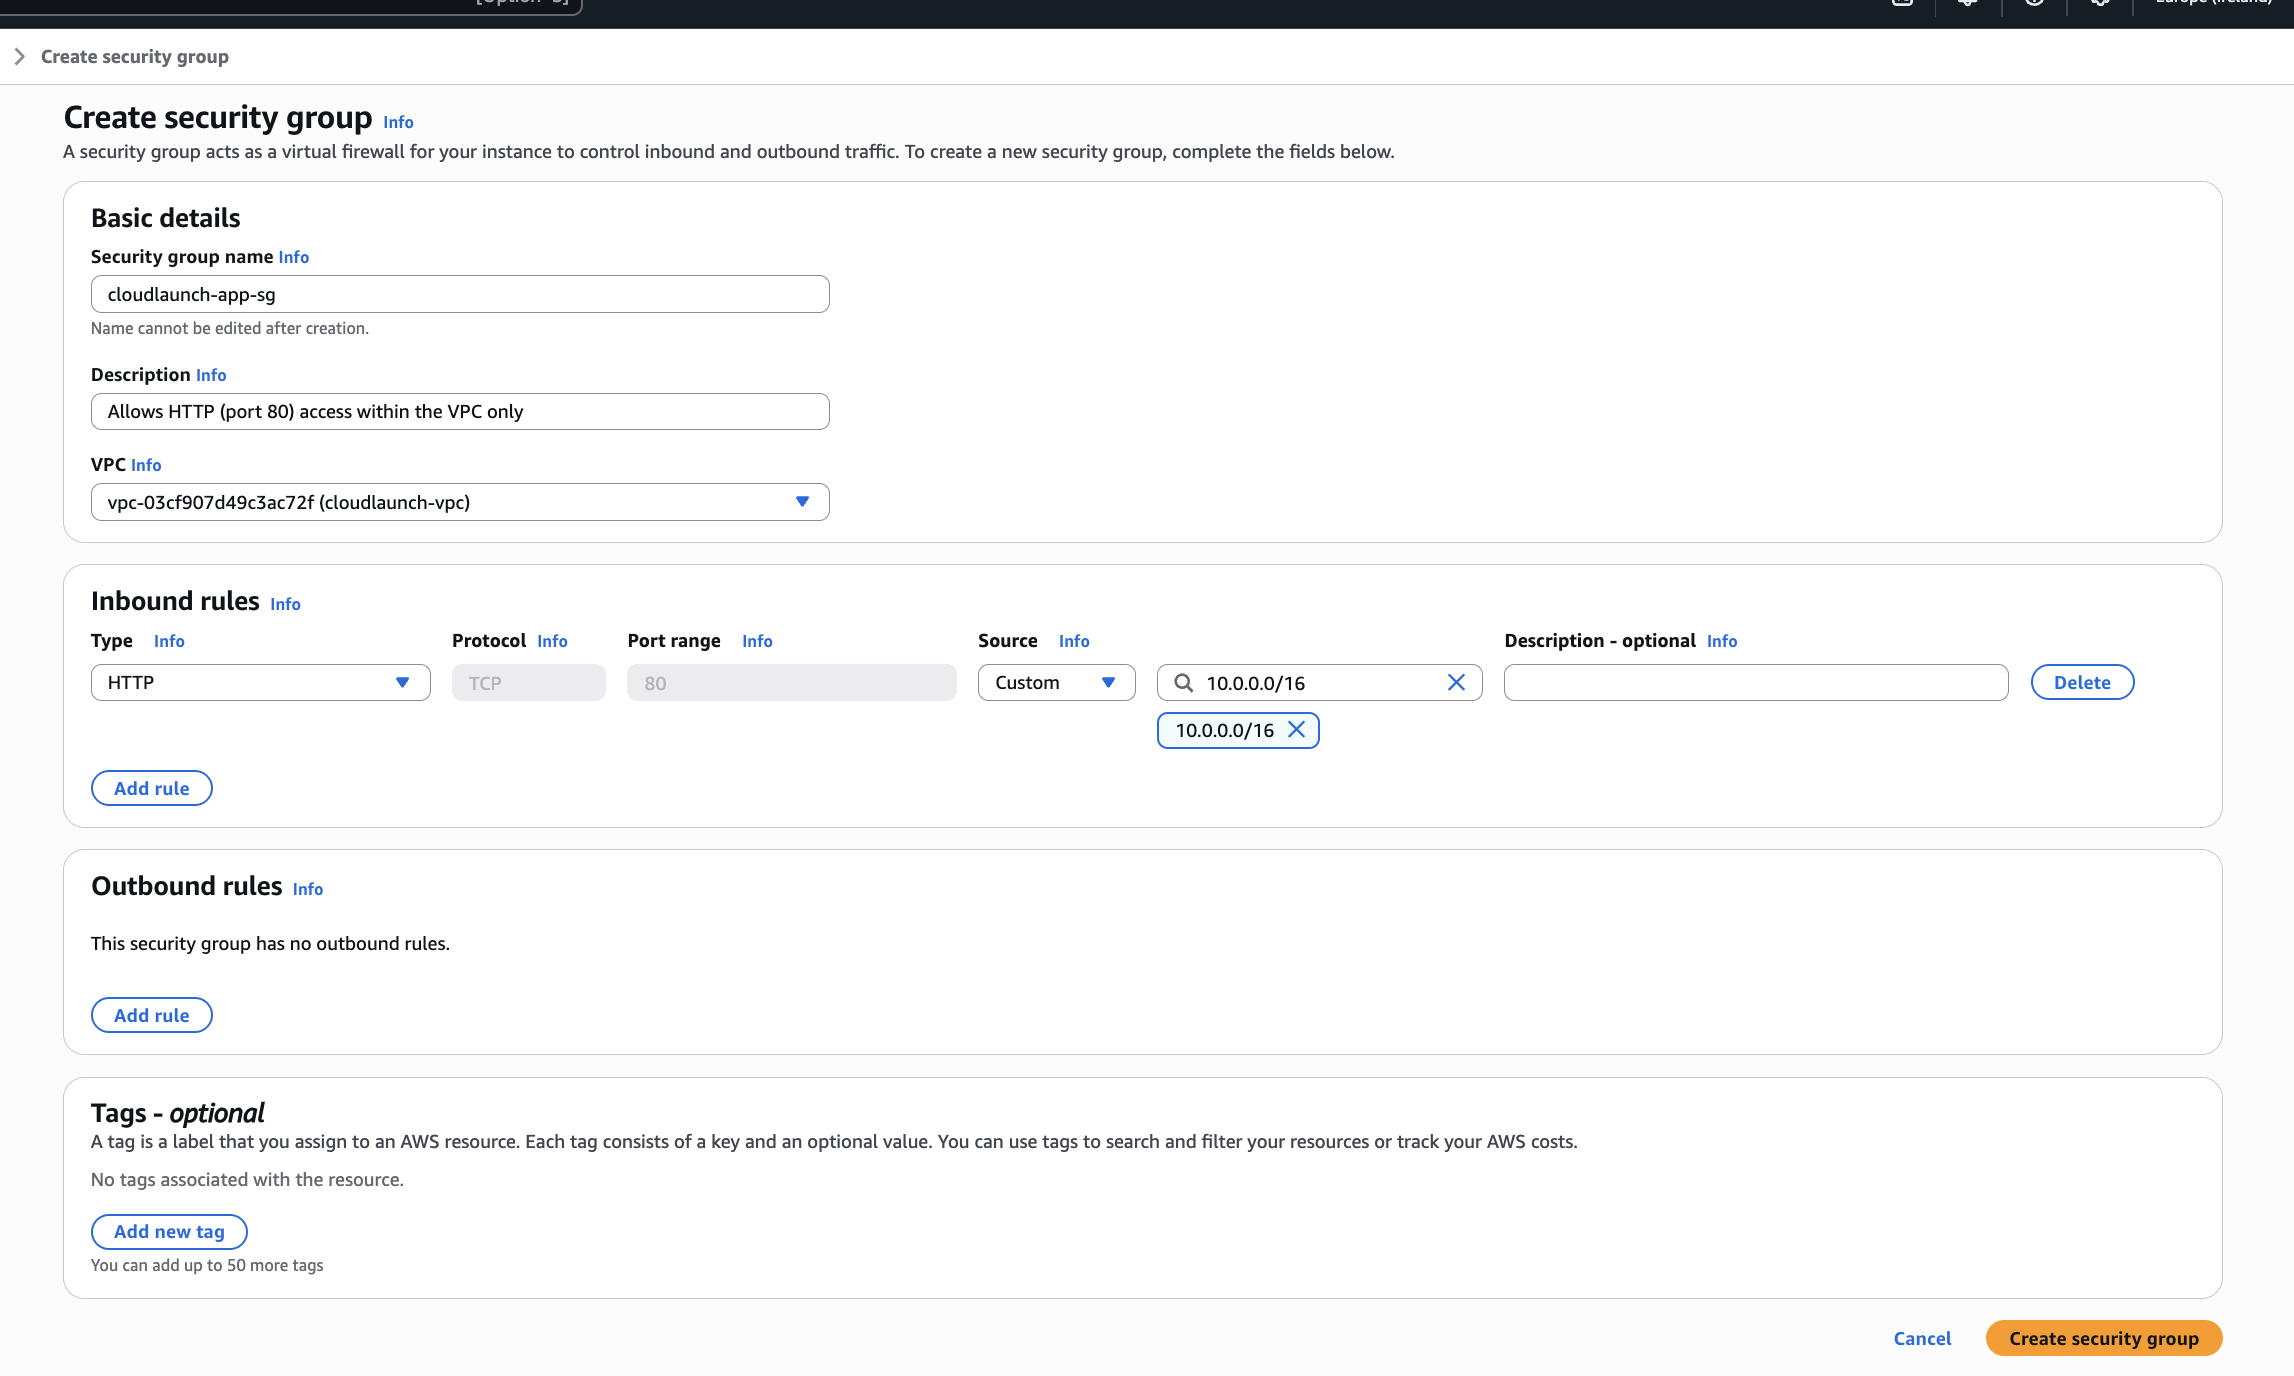 Create security group
Create security group Info
A security group acts as a virtual firewall for your instance to control inbound and outbound traffic. To create a new security group, complete the fields below.
Basic details
Security group name Info
cloudlaunch-app-sg
Name cannot be edited after creation.
Description Info
Allows HTTP (port 80) access within the VPC only
VPC Info
vpc-03cf907d49c3ac72f (cloudlaunch-vpc)
Inbound rules Info
Type Info Protocol Info Port range Info Source Info Description - optional Info
HTTP TCP 80 Custom 10.0.0.0/16 Delete
10.0.0.0/16
Add rule
Outbound rules Info
This security group has no outbound rules.
Add rule
Tags - optional
A tag is a label that you assign to an AWS resource. Each tag consists of a key and an optional value. You can use tags to search and filter your resources or track your AWS costs.
No tags associated with the resource.
Add new tag
You can add up to 50 more tags
Cancel Create security group